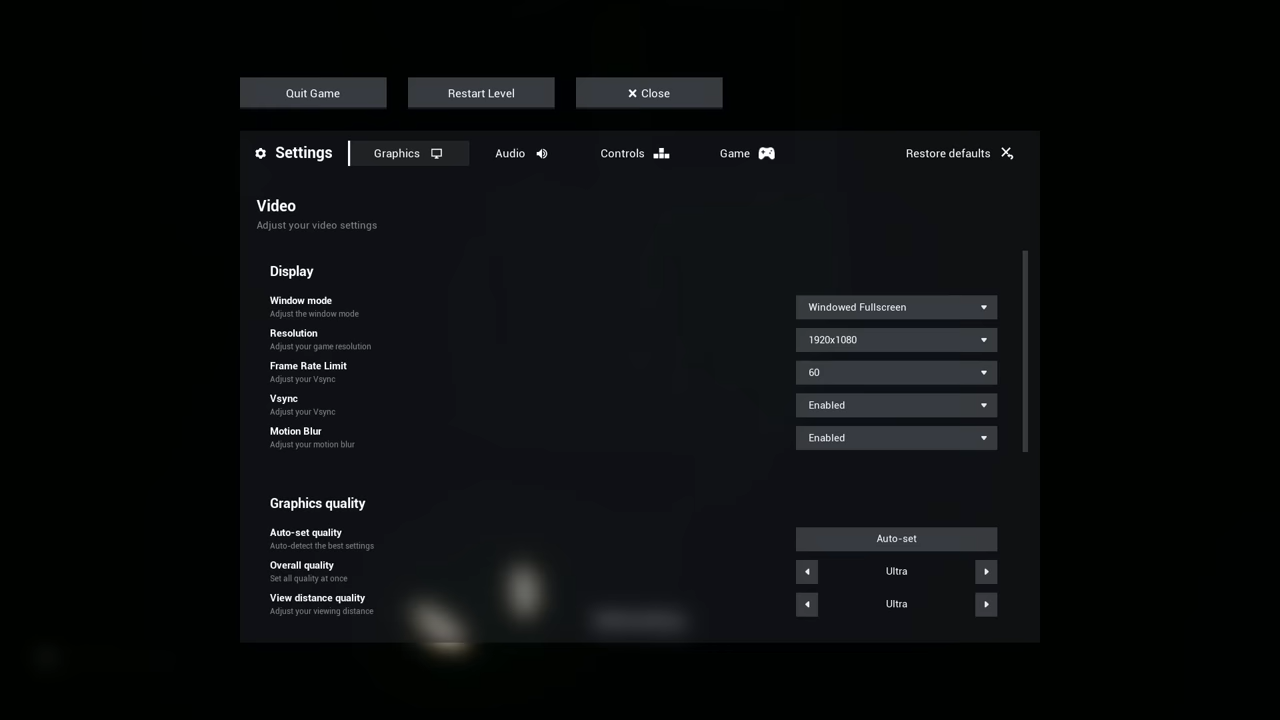 Quit Game
Restart Level
Close
Settings
Graphics
Audio
Controls
Game
Restore defaults
Video
Adjust your video settings
Display
Window mode
Adjust the window mode
Windowed Fullscreen
Resolution
Adjust your game resolution
1920x1080
Frame Rate Limit
Adjust your Vsync
60
Vsync
Adjust your Vsync
Enabled
Motion Blur
Adjust your motion blur
Enabled
Graphics quality
Auto-set quality
Auto-detect the best settings
Auto-set
Overall quality
Set all quality at once
Ultra
View distance quality
Adjust your viewing distance
Ultra